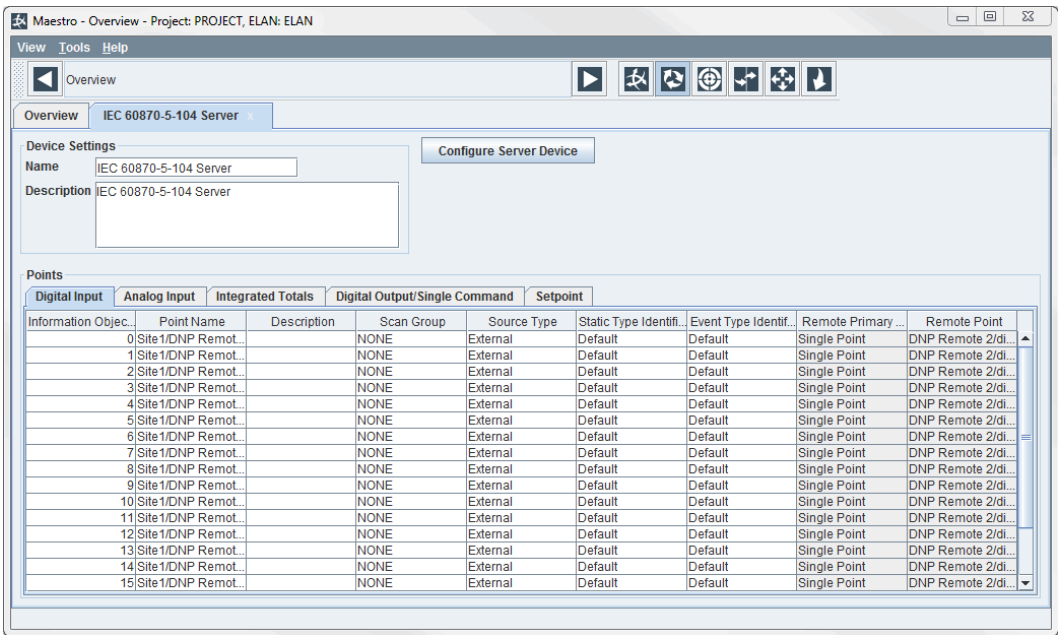 Maestro - Overview - Project: PROJECT, ELAN: ELAN
View Tools Help
Overview
Overview IEC 60870-5-104 Server x
Device Settings
Configure Server Device
Name IEC 60870-5-104 Server
Description IEC 60870-5-104 Server
Points
Digital Input Analog Input Integrated Totals Digital Output/Single Command Setpoint
Information Objec... Point Name Description Scan Group Source Type Static Type Identifi... Event Type Identif... Remote Primary ... Remote Point
0 Site1/DNP Remot... NONE External Default Default Single Point DNP Remote 2/di...
1 Site1/DNP Remot... NONE External Default Default Single Point DNP Remote 2/di...
2 Site1/DNP Remot... NONE External Default Default Single Point DNP Remote 2/di...
3 Site1/DNP Remot... NONE External Default Default Single Point DNP Remote 2/di...
4 Site1/DNP Remot... NONE External Default Default Single Point DNP Remote 2/di...
5 Site1/DNP Remot... NONE External Default Default Single Point DNP Remote 2/di...
6 Site1/DNP Remot... NONE External Default Default Single Point DNP Remote 2/di...
7 Site1/DNP Remot... NONE External Default Default Single Point DNP Remote 2/di...
8 Site1/DNP Remot... NONE External Default Default Single Point DNP Remote 2/di...
9 Site1/DNP Remot... NONE External Default Default Single Point DNP Remote 2/di...
10 Site1/DNP Remot... NONE External Default Default Single Point DNP Remote 2/di...
11 Site1/DNP Remot... NONE External Default Default Single Point DNP Remote 2/di...
12 Site1/DNP Remot... NONE External Default Default Single Point DNP Remote 2/di...
13 Site1/DNP Remot... NONE External Default Default Single Point DNP Remote 2/di...
14 Site1/DNP Remot... NONE External Default Default Single Point DNP Remote 2/di...
15 Site1/DNP Remot... NONE External Default Default Single Point DNP Remote 2/di...